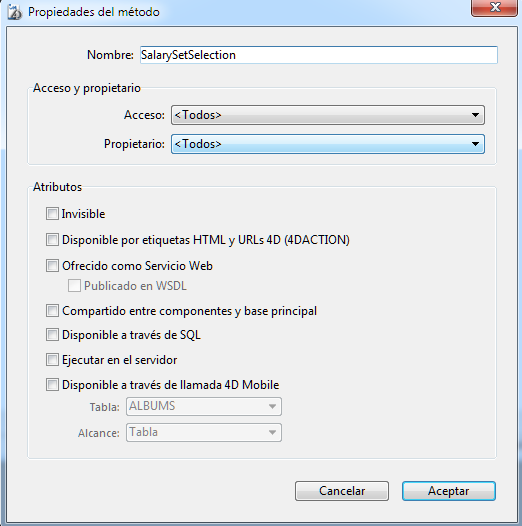 Propiedades del método
Nombre: SalarySetSelection
Acceso y propietario
Acceso: <Todos>
Propietario: <Todos>
Atributos
Invisible
Disponible por etiquetas HTML y URLs 4D (4DACTION)
Ofrecido como Servicio Web
Publicado en WSDL
Compartido entre componentes y base principal
Disponible a través de SQL
Ejecutar en el servidor
Disponible a través de llamada 4D Mobile
Tabla: ALBUMS
Alcance: Tabla
Cancelar Aceptar